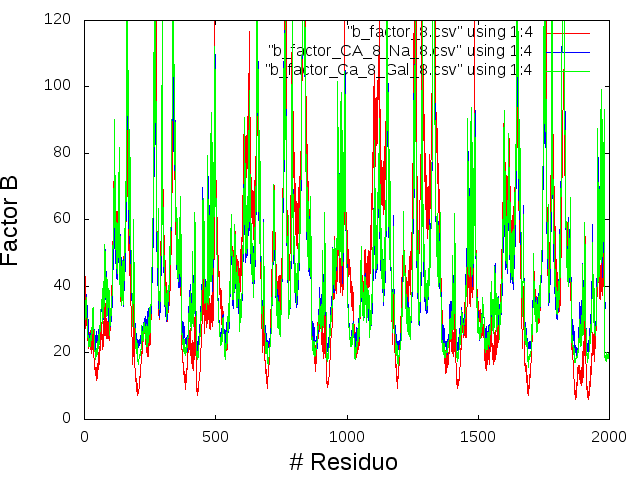 120
"b_factor_8.csv" using 1:4
"b_factor_CA_8_Na_8.csv" using 1:4
"b_factor_Ca_8_Gal_8.csv" using 1:4
100
80
60
40
20
0
Factor B
0 500 1000 1500 2000
# Residuo